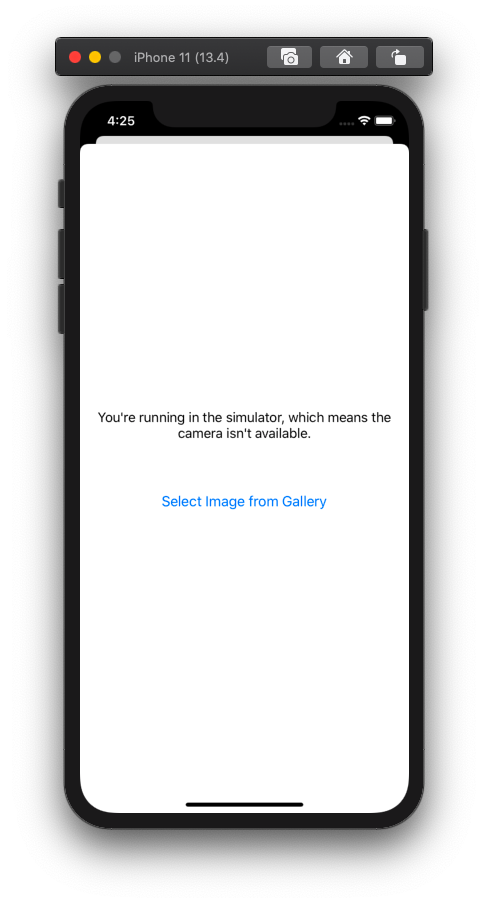 iPhone 11 (13.4)
4:25
You're running in the simulator, which means the
camera isn't available.
Select Image from Gallery